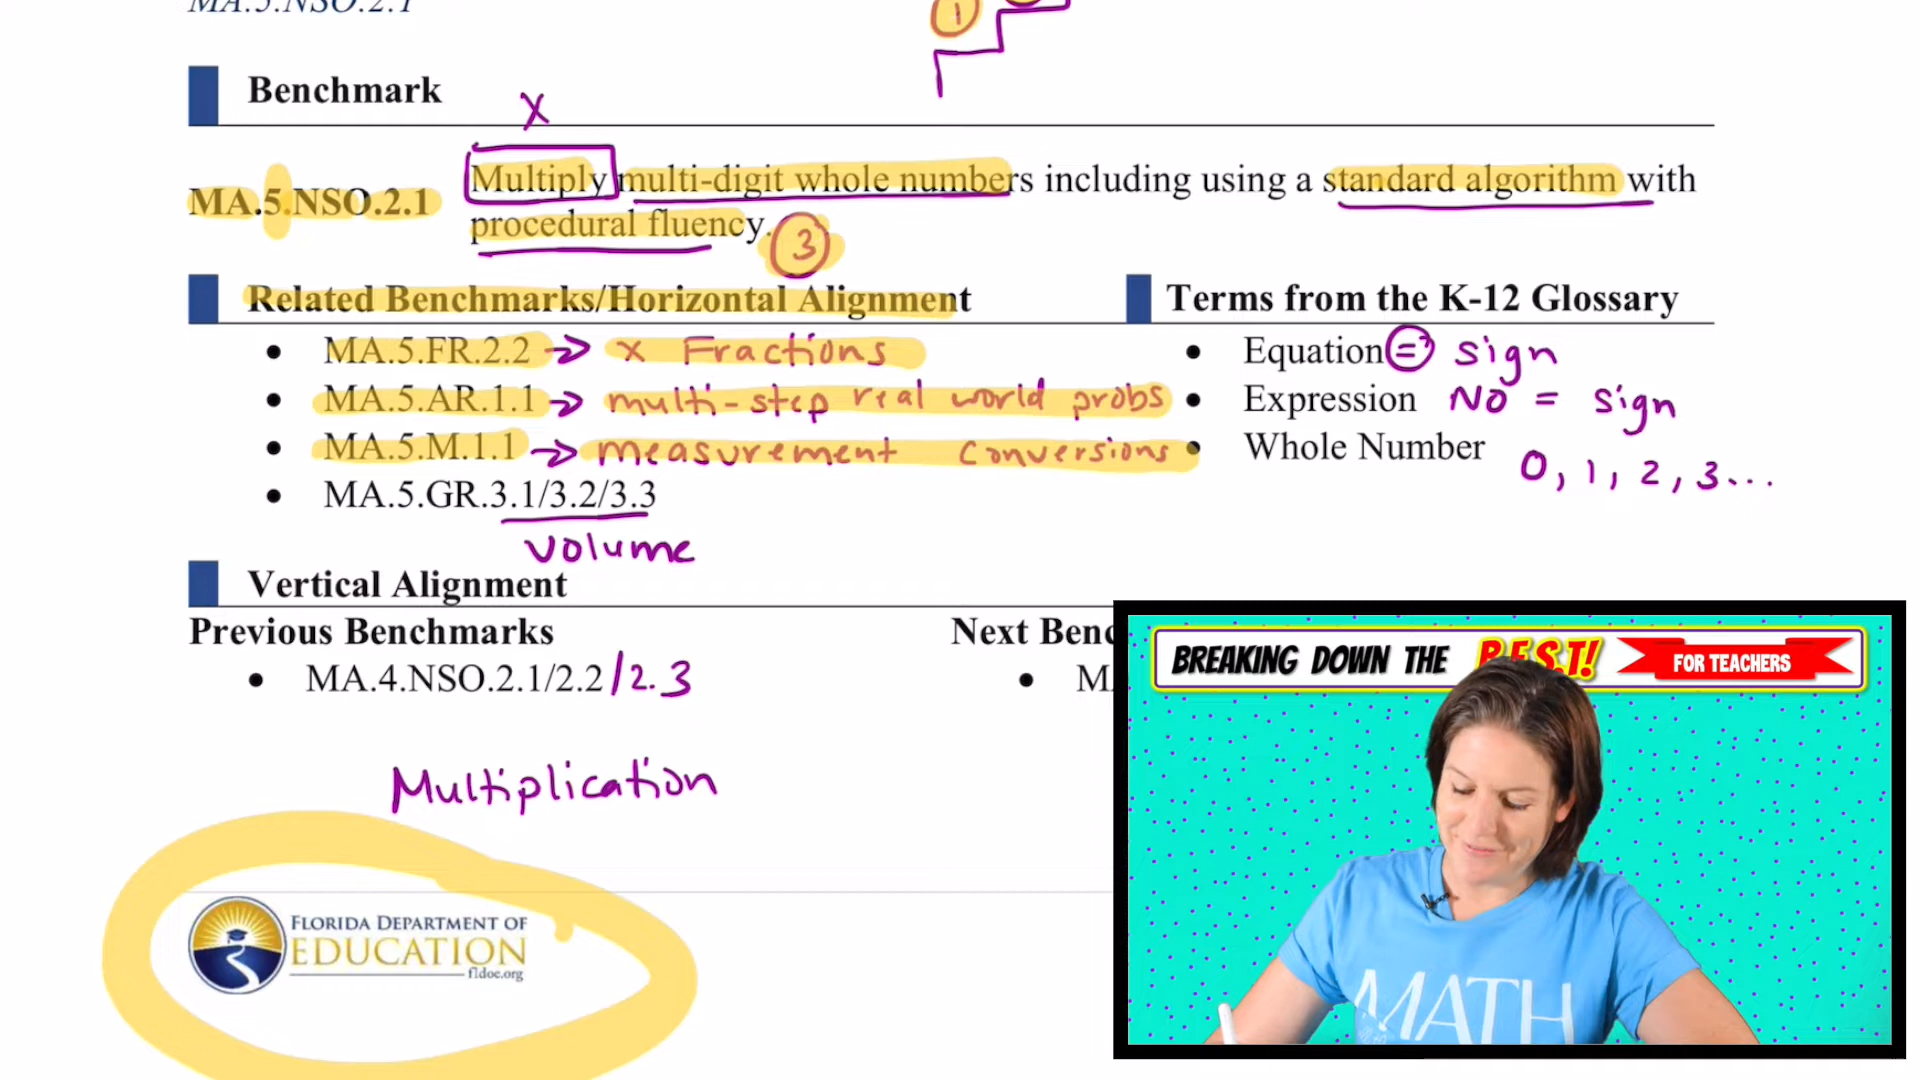 MA.5.NSO.2.1
1
Benchmark
x
MA.5.NSO.2.1 Multiply multi-digit whole numbers including using a standard algorithm with
procedural fluency.
3
Related Benchmarks/Horizontal Alignment
• MA.5.FR.2.2 → x Fractions
• MA.5.AR.1.1 → multi-step real world probs
• MA.5.M.1.1 → measurement conversions
• MA.5.GR.3.1/3.2/3.3
volume
Terms from the K-12 Glossary
• Equation = sign
• Expression NO = sign
• Whole Number
0, 1, 2, 3...
Vertical Alignment
Previous Benchmarks
• MA.4.NSO.2.1/2.2 /2.3
Multiplication
Next Benc
• MA
FLORIDA DEPARTMENT OF
EDUCATION
fldoe.org
BREAKING DOWN THE B.E.S.T!
FOR TEACHERS
MATH